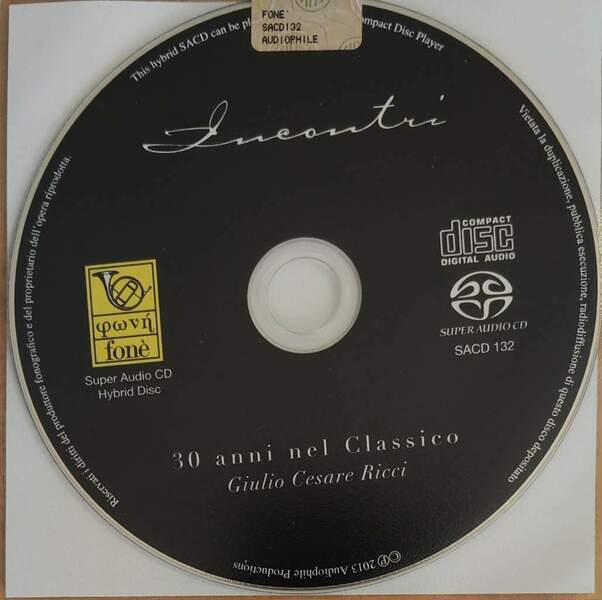 FONE'
SACD132
AUDIOPHILE
This hybrid SACD can be pl
ompact Disc Player
Incontri
COMPACT
disc
DIGITAL AUDIO
SUPER AUDIO CD
SACD 132
φωνή
fonè
Super Audio CD
Hybrid Disc
30 anni nel Classico
Giulio Cesare Ricci
Riservati i diritti del produttore fonografico e del proprietario dell'opera riprodotta.
Vietata la duplicazione, pubblica esecuzione, radiodiffusione di questo disco depositato
©℗ 2013 Audiophile Productions